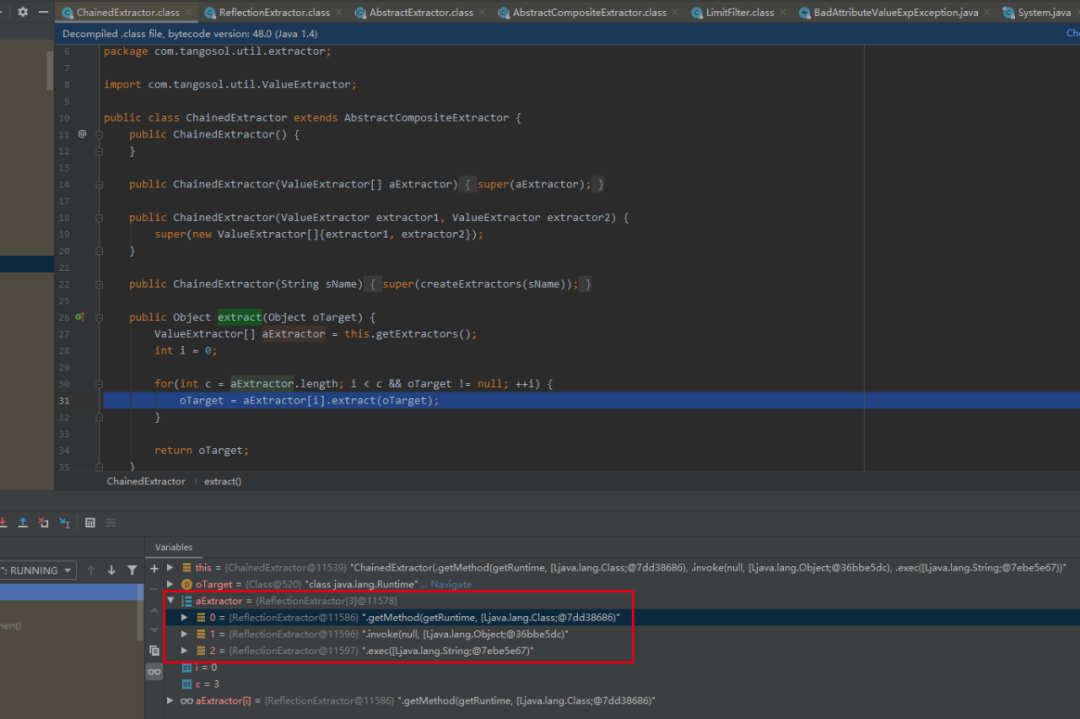 ChainedExtractor.class ReflectionExtractor.class AbstractExtractor.class AbstractCompositeExtractor.class LimitFilter.class BadAttributeValueExpException.java System.java
Decompiled .class file, bytecode version: 48.0 (Java 1.4) Cho
6 package com.tangosol.util.extractor;
7
8 import com.tangosol.util.ValueExtractor;
9
10 public class ChainedExtractor extends AbstractCompositeExtractor {
11 @ public ChainedExtractor() {
12 }
13
14 public ChainedExtractor(ValueExtractor[] aExtractor) { super(aExtractor); }
17
18 public ChainedExtractor(ValueExtractor extractor1, ValueExtractor extractor2) {
19 super(new ValueExtractor[]{extractor1, extractor2});
20 }
21
22 public ChainedExtractor(String sName) { super(createExtractors(sName)); }
25
26 public Object extract(Object oTarget) {
27 ValueExtractor[] aExtractor = this.getExtractors();
28 int i = 0;
29
30 for(int c = aExtractor.length; i < c && oTarget != null; ++i) {
31 oTarget = aExtractor[i].extract(oTarget);
32 }
33
34 return oTarget;
35 }
ChainedExtractor › extract()
Variables
": RUNNING
this = {ChainedExtractor@11539} "ChainedExtractor(.getMethod(getRuntime, [Ljava.lang.Class;@7dd38686), .invoke(null, [Ljava.lang.Object;@36bbe5dc), .exec([Ljava.lang.String;@7ebe5e67))"
p oTarget = {Class@520} "class java.lang.Runtime"... Navigate
aExtractor = {ReflectionExtractor[3]@11578}
0 = {ReflectionExtractor@11586} ".getMethod(getRuntime, [Ljava.lang.Class;@7dd38686)"
ment)
1 = {ReflectionExtractor@11596} ".invoke(null, [Ljava.lang.Object;@36bbe5dc)"
2 = {ReflectionExtractor@11597} ".exec([Ljava.lang.String;@7ebe5e67)"
i = 0
c = 3
aExtractor[i] = {ReflectionExtractor@11586} ".getMethod(getRuntime, [Ljava.lang.Class;@7dd38686)"